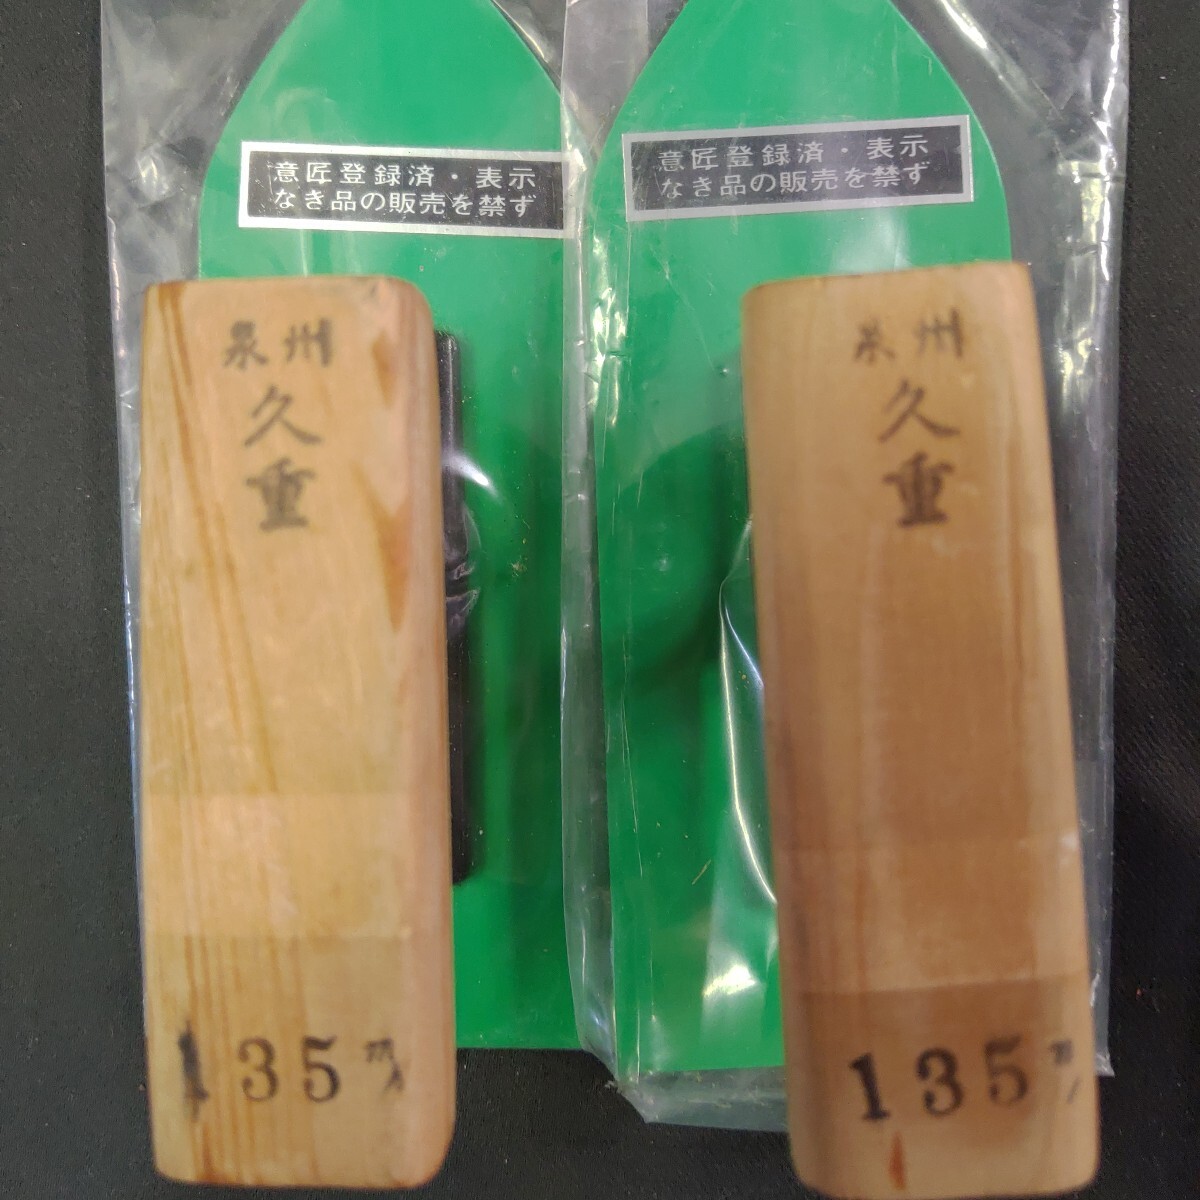 意匠登録済・表示
なき品の販売を禁ず
意匠登録済・表示
なき品の販売を禁ず
泉州
久重
135 m/m
泉州
久重
135 m/